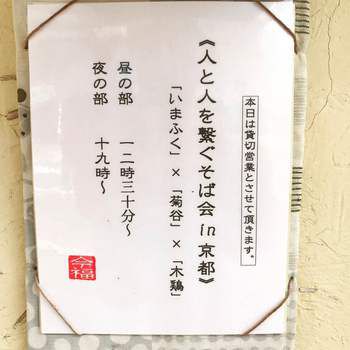 本日は貸切営業とさせて頂きます。
《人と人を繋ぐそば会in京都》
「いまふく」×「菊谷」×「木鶏」
昼の部　一二時三十分～
夜の部　十九時～
今福